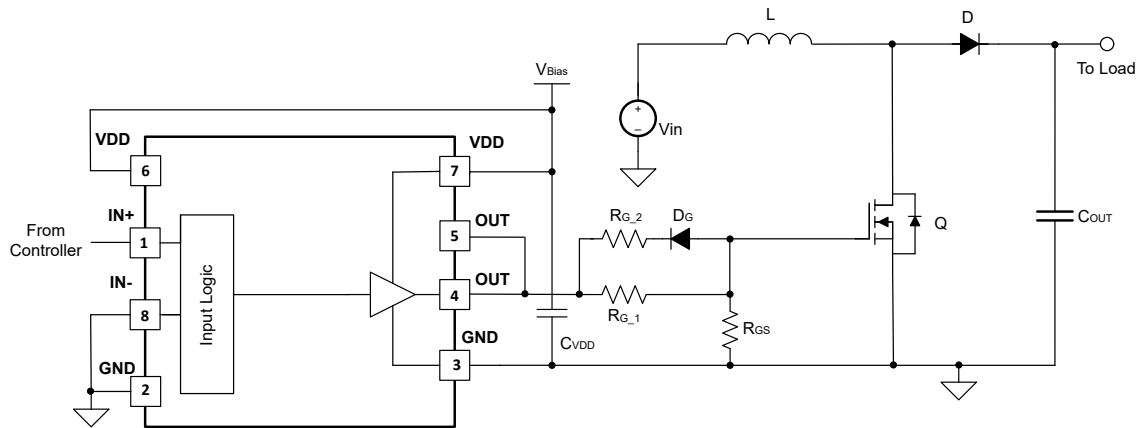 L
D
To Load
VBias
Vin
VDD
VDD
6
7
IN+
OUT
From
Controller
1
5
RG_2
DG
Q
COUT
IN-
OUT
Input Logic
8
4
RG_1
RGS
GND
GND
CVDD
2
3
+
–